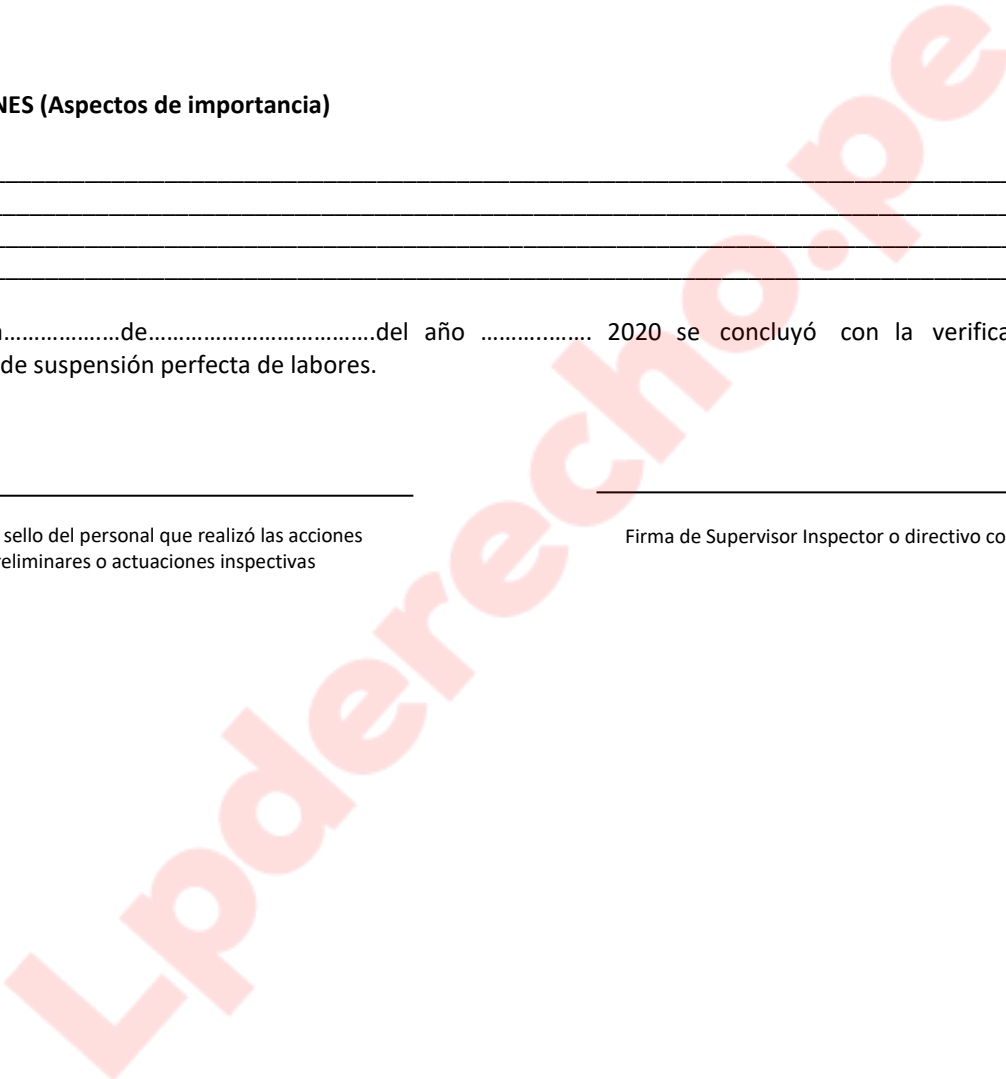 NES (Aspectos de importancia)
a……………….de…………………………….….del año …………….…. 2020 se concluyó con la verifica
de suspensión perfecta de labores.
sello del personal que realizó las acciones
reliminares o actuaciones inspectivas
Firma de Supervisor Inspector o directivo co
Lpderecho.pe